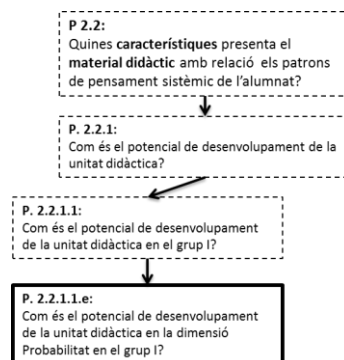 P 2.2:
Quines característiques presenta el
material didàctic amb relació els patrons
de pensament sistèmic de l'alumnat?
P. 2.2.1:
Com és el potencial de desenvolupament de la
unitat didàctica?
P. 2.2.1.1:
Com és el potencial de desenvolupament
de la unitat didàctica en el grup I?
P. 2.2.1.1.e:
Com és el potencial de desenvolupament
de la unitat didàctica en la dimensió
Probabilitat en el grup I?